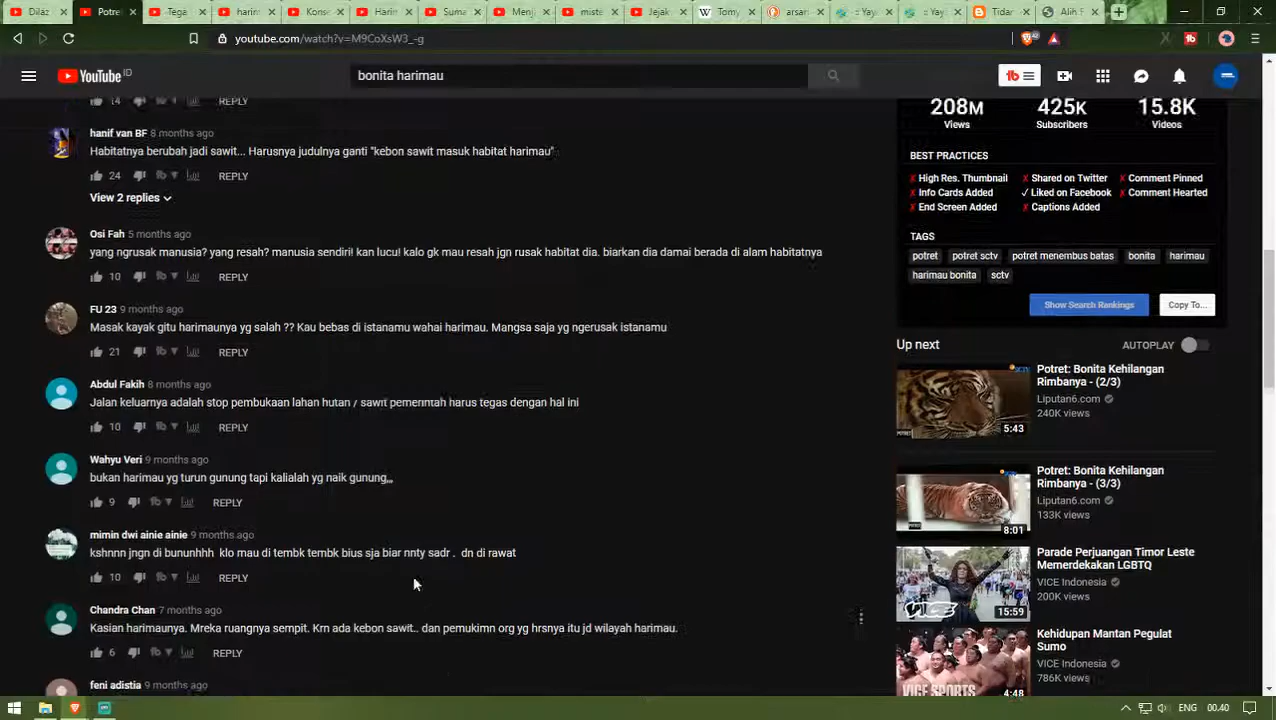 Diäz
Potre
Tega
harim
Konse
Harin
Suma
Menj
miste
Jejak
Tomy
arsar
:: Yay
:: Yay
Tidak
Alih F
youtube.com/watch?v=M9CoXsW3_-g
YouTube ID
bonita harimau
tb
14 REPLY
hanif van BF 8 months ago
Habitatnya berubah jadi sawit... Harusnya judulnya ganti "kebon sawit masuk habitat harimau"
24 REPLY
View 2 replies
Osi Fah 5 months ago
yang ngrusak manusia? yang resah? manusia sendiri! kan lucu! kalo gk mau resah jgn rusak habitat dia. biarkan dia damai berada di alam habitatnya
10 REPLY
FU 23 9 months ago
Masak kayak gitu harimaunya yg salah ?? Kau bebas di istanamu wahai harimau. Mangsa saja yg ngerusak istanamu
21 REPLY
Abdul Fakih 8 months ago
Jalan keluarnya adalah stop pembukaan lahan hutan / sawit pemerintah harus tegas dengan hal ini
10 REPLY
Wahyu Veri 9 months ago
bukan harimau yg turun gunung tapi kalialah yg naik gunung,,,
9 REPLY
mimin dwi ainie ainie 9 months ago
kshnnn jngn di bununhhh klo mau di tembk tembk bius sja biar nnty sadr . dn di rawat
10 REPLY
Chandra Chan 7 months ago
Kasian harimaunya. Mreka ruangnya sempit. Krn ada kebon sawit.. dan pemukimn org yg hrsnya itu jd wilayah harimau.
6 REPLY
feni adistia 9 months ago
208M 425K 15.8K
Views Subscribers Videos
BEST PRACTICES
✗ High Res. Thumbnail ✗ Shared on Twitter ✗ Comment Pinned
✗ Info Cards Added ✓ Liked on Facebook ✗ Comment Hearted
✗ End Screen Added ✗ Captions Added
TAGS
potret potret sctv potret menembus batas bonita harimau
harimau bonita sctv
Show Search Rankings Copy To...
Up next AUTOPLAY
Potret: Bonita Kehilangan
Rimbanya - (2/3)
Liputan6.com
240K views
POTRET
5:43
Potret: Bonita Kehilangan
Rimbanya - (3/3)
Liputan6.com
133K views
POTRET
8:01
Parade Perjuangan Timor Leste
Memerdekakan LGBTQ
VICE Indonesia
200K views
VICE
15:59
Kehidupan Mantan Pegulat
Sumo
VICE Indonesia
786K views
VICE SPORTS
4:48
ENG 00.40